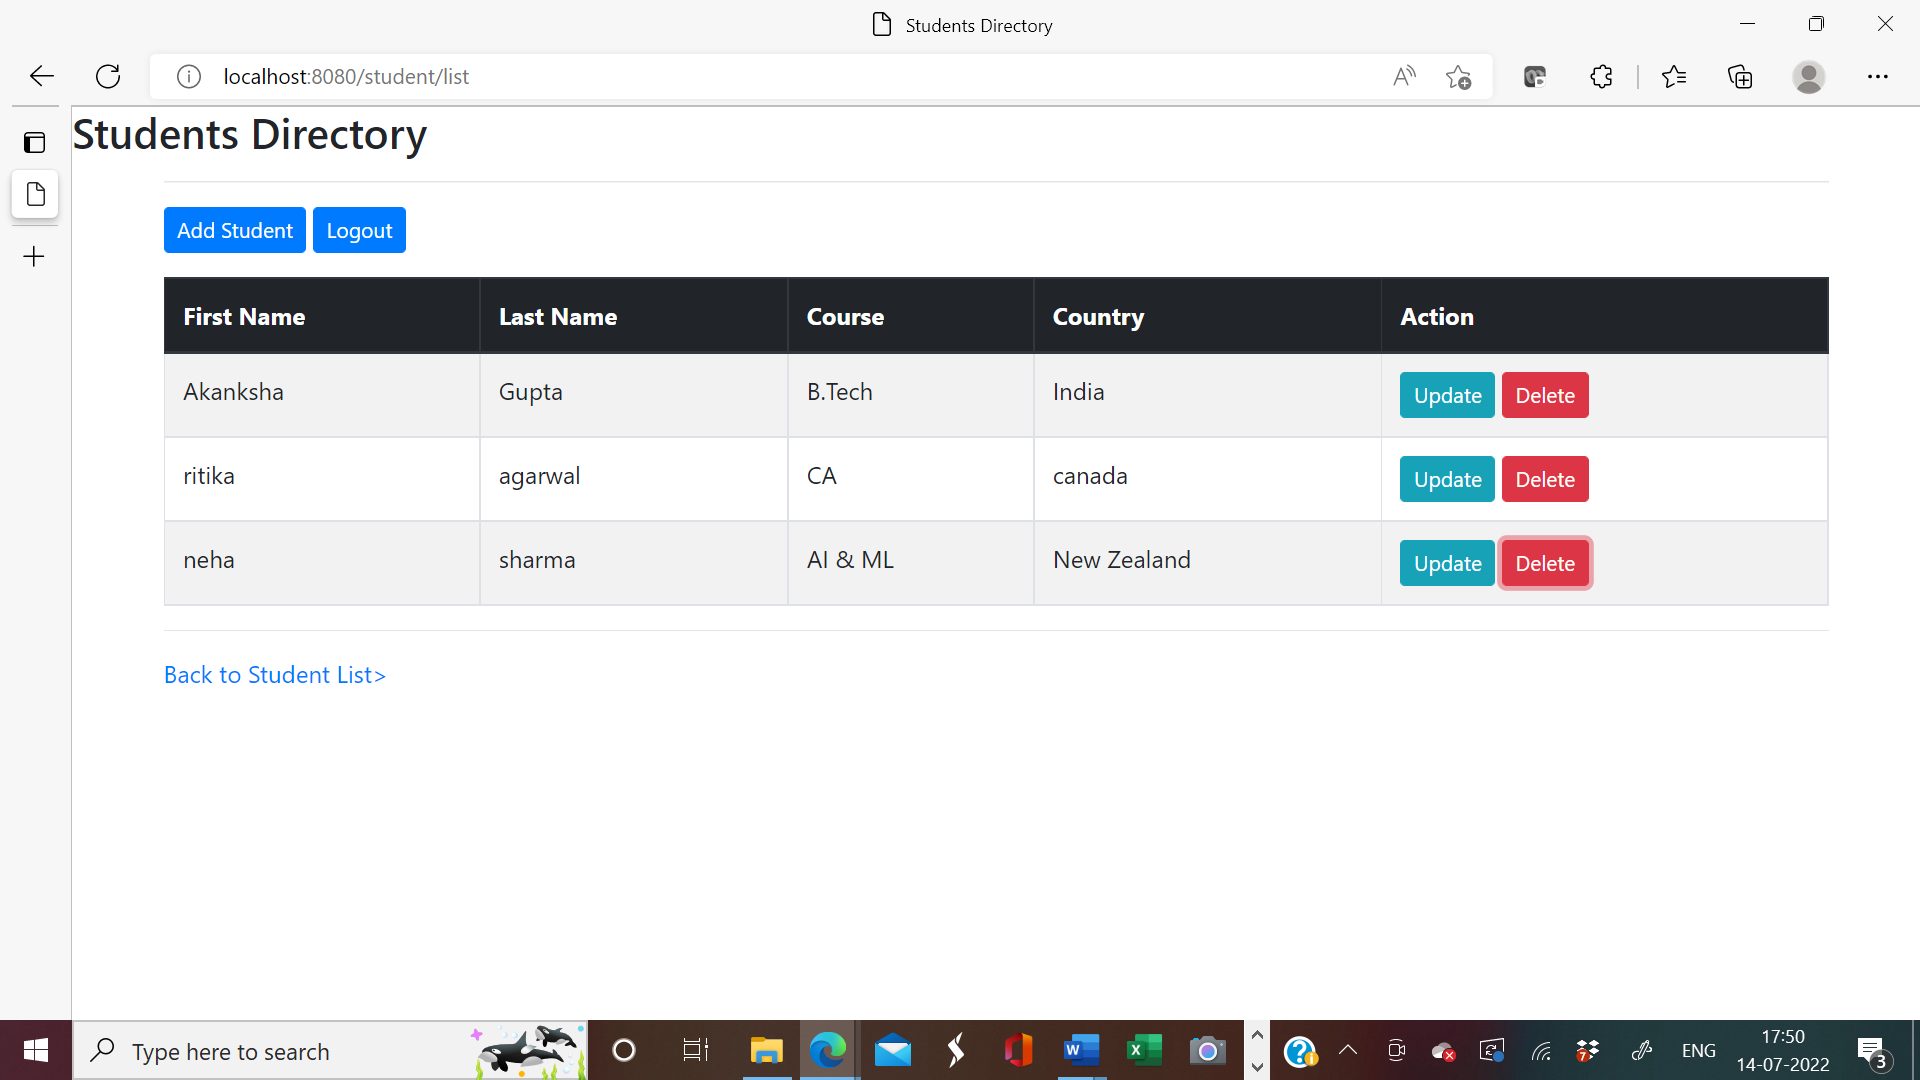 Students Directory
localhost:8080/student/list
Students Directory
Add Student Logout
First Name Last Name Course Country Action
Akanksha Gupta B.Tech India Update Delete
ritika agarwal CA canada Update Delete
neha sharma AI & ML New Zealand Update Delete
Back to Student List>
Type here to search
ENG
17:50
14-07-2022
3